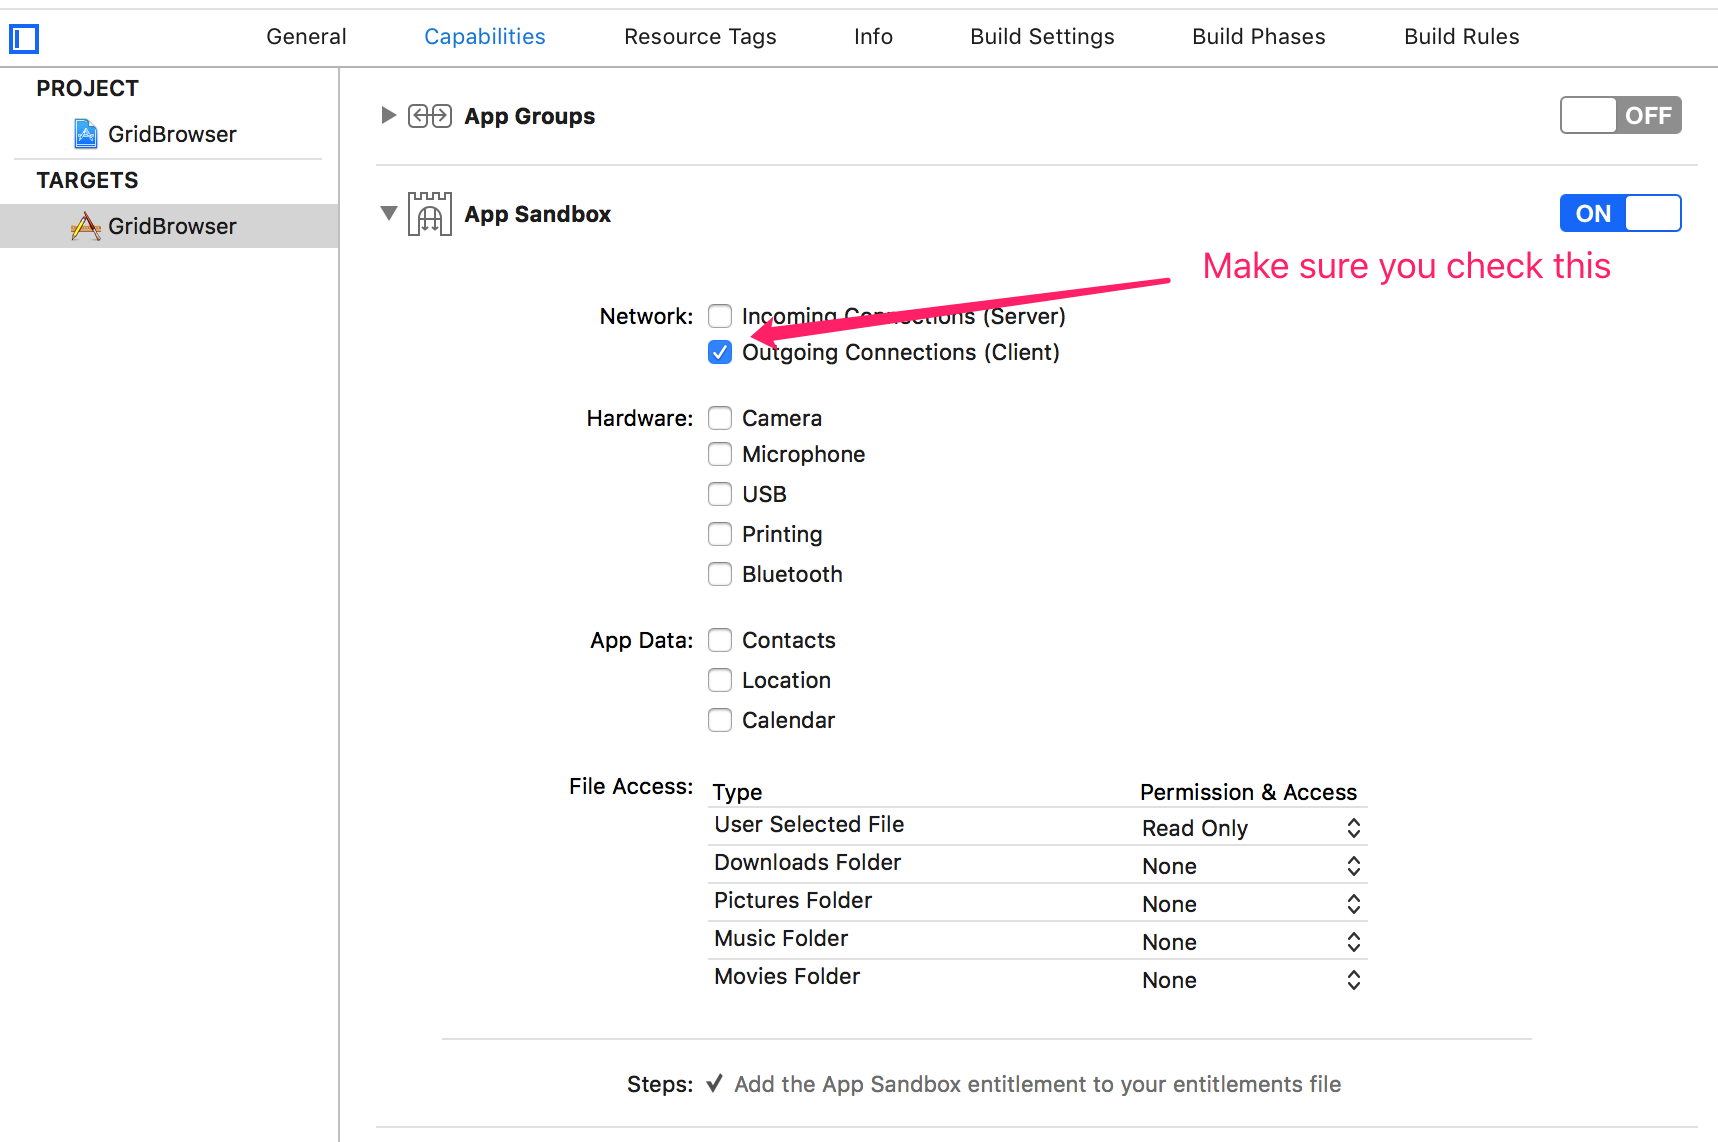 General Capabilities Resource Tags Info Build Settings Build Phases Build Rules
PROJECT
GridBrowser
TARGETS
GridBrowser
App Groups OFF
App Sandbox ON
Make sure you check this
Network: Incoming Connections (Server)
Outgoing Connections (Client)
Hardware: Camera
Microphone
USB
Printing
Bluetooth
App Data: Contacts
Location
Calendar
File Access: Type Permission & Access
User Selected File Read Only
Downloads Folder None
Pictures Folder None
Music Folder None
Movies Folder None
Steps: ✓ Add the App Sandbox entitlement to your entitlements file